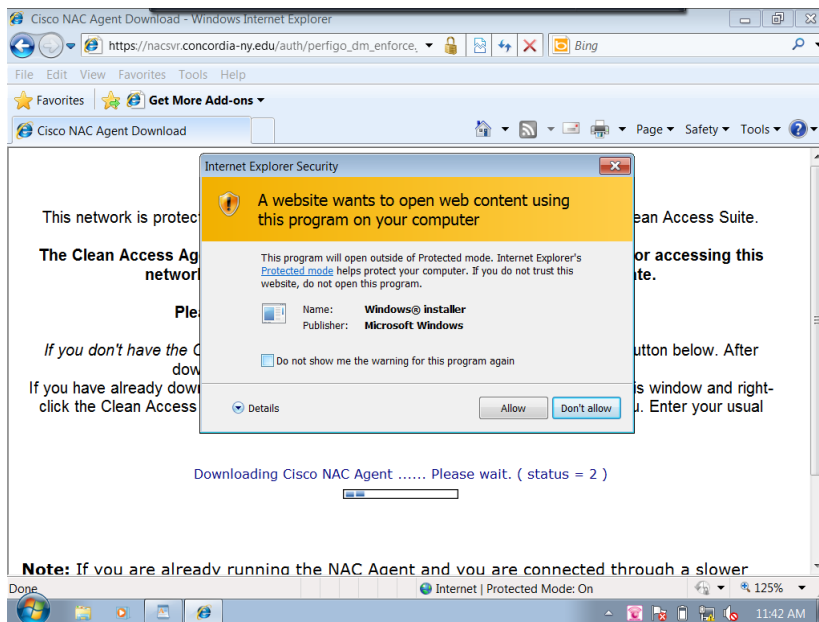 Cisco NAC Agent Download - Windows Internet Explorer
https://nacsvr.concordia-ny.edu/auth/perfigo_dm_enforce. Bing
File Edit View Favorites Tools Help
Favorites Get More Add-ons
Cisco NAC Agent Download Page Safety Tools
Internet Explorer Security
A website wants to open web content using
this program on your computer
This network is protec ean Access Suite.
This program will open outside of Protected mode. Internet Explorer's
The Clean Access Ag or accessing this
Protected mode helps protect your computer. If you do not trust this
website, do not open this program.
networ te.
Name: Windows® installer
Publisher: Microsoft Windows
Plea
If you don't have the C utton below. After
Do not show me the warning for this program again
dow
If you have already dow is window and right-
click the Clean Access u. Enter your usual
Details Allow Don't allow
Downloading Cisco NAC Agent ...... Please wait. ( status = 2 )
Note: If you are already running the NAC Agent and you are connected through a slower
Done Internet | Protected Mode: On 125%
11:42 AM